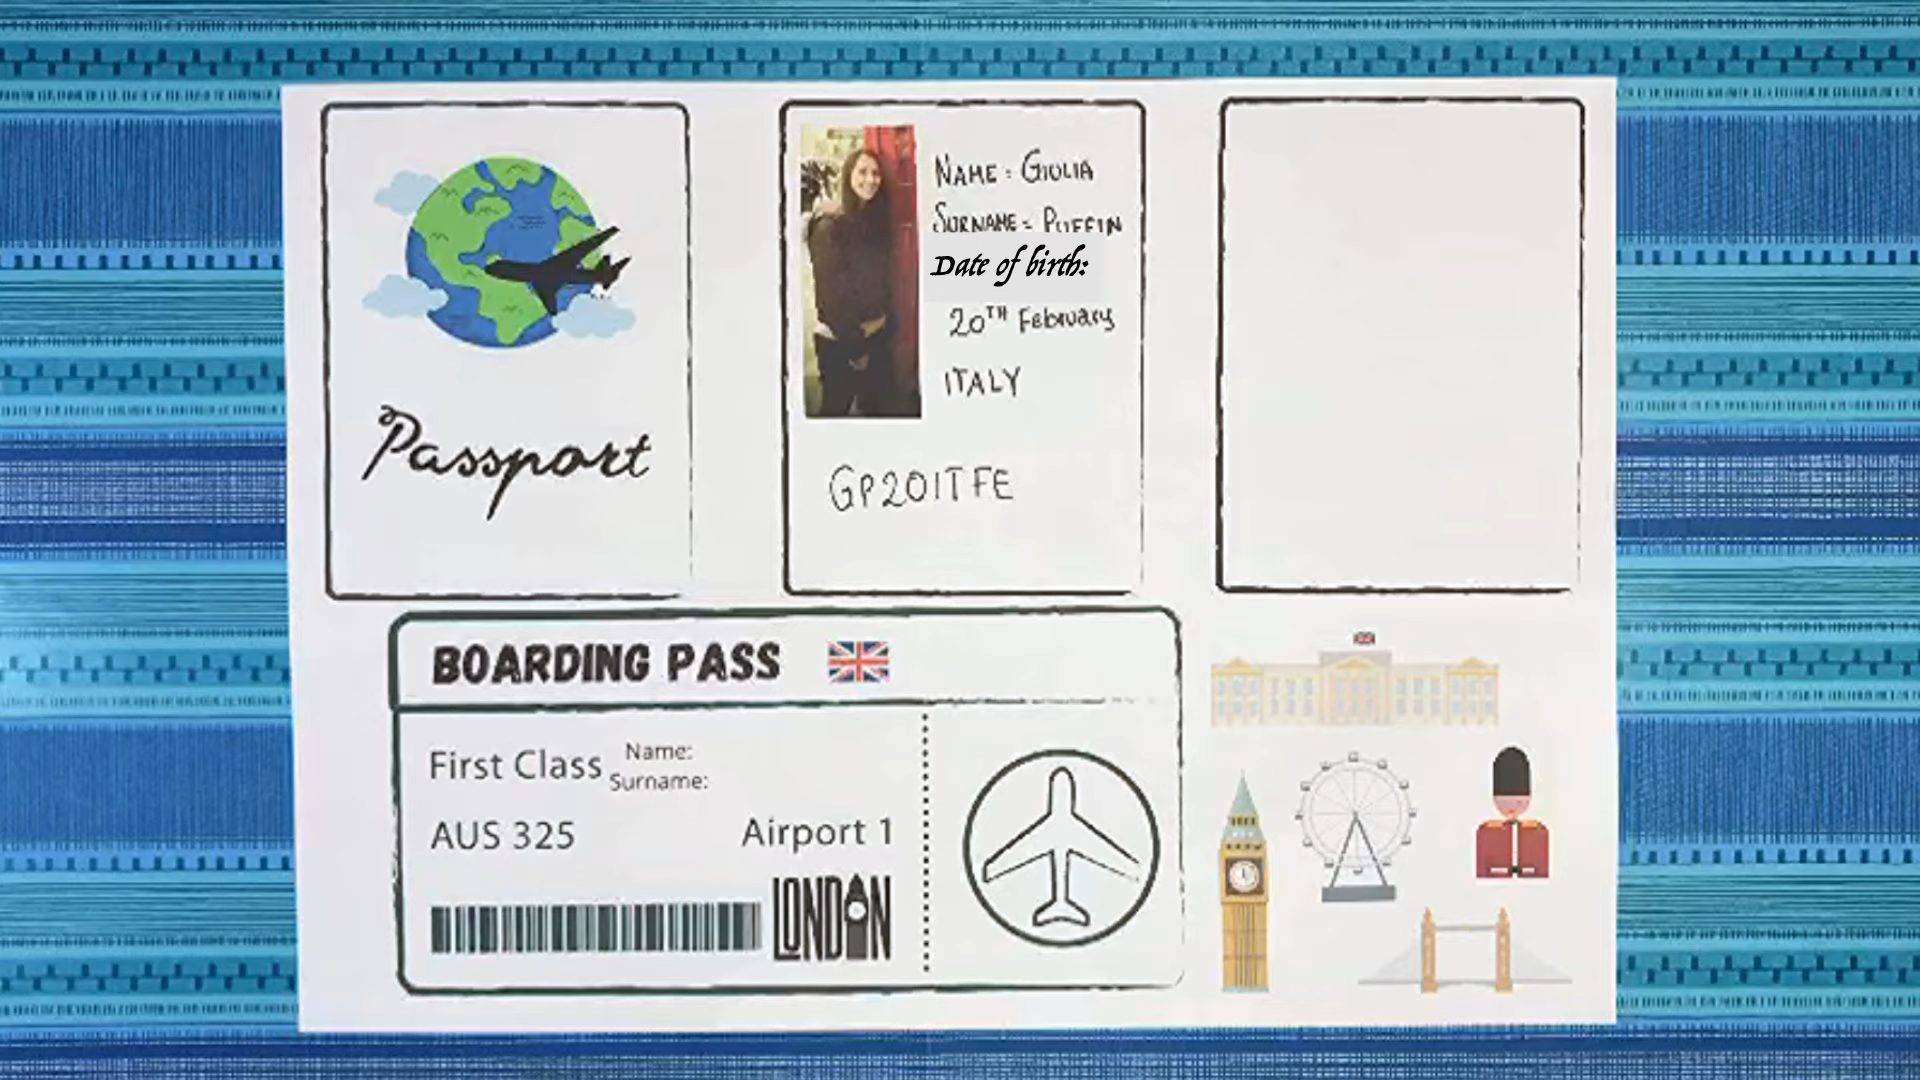 Passport
NAME : GIULIA
SURNAME : PUFFIN
Date of birth:
20TH February
ITALY
GP20ITFE
BOARDING PASS
First Class
Name:
Surname:
AUS 325
Airport 1
LONDON